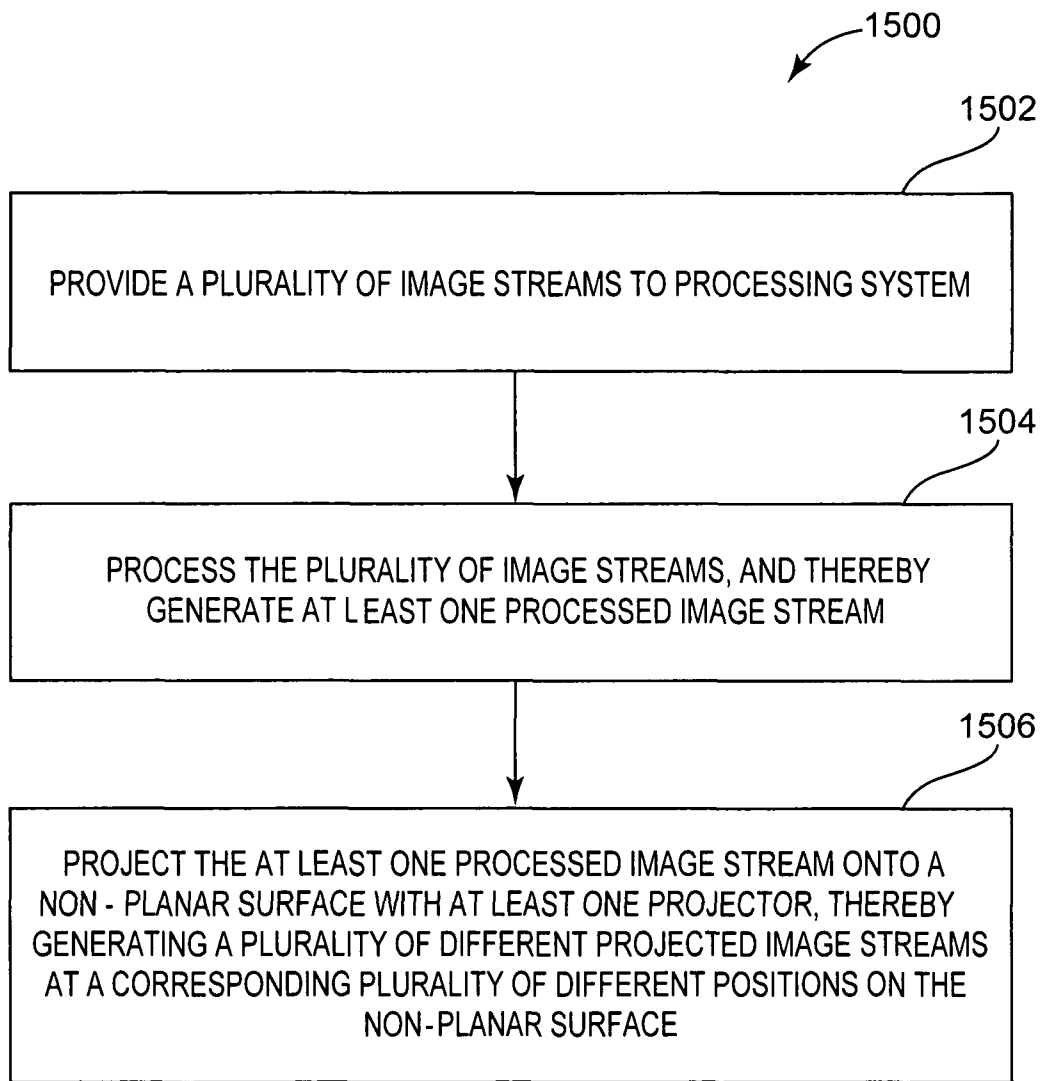 1500
1502
PROVIDE A PLURALITY OF IMAGE STREAMS TO PROCESSING SYSTEM
1504
PROCESS THE PLURALITY OF IMAGE STREAMS, AND THEREBY
GENERATE AT LEAST ONE PROCESSED IMAGE STREAM
1506
PROJECT THE AT LEAST ONE PROCESSED IMAGE STREAM ONTO A
NON - PLANAR SURFACE WITH AT LEAST ONE PROJECTOR, THEREBY
GENERATING A PLURALITY OF DIFFERENT PROJECTED IMAGE STREAMS
AT A CORRESPONDING PLURALITY OF DIFFERENT POSITIONS ON THE
NON-PLANAR SURFACE